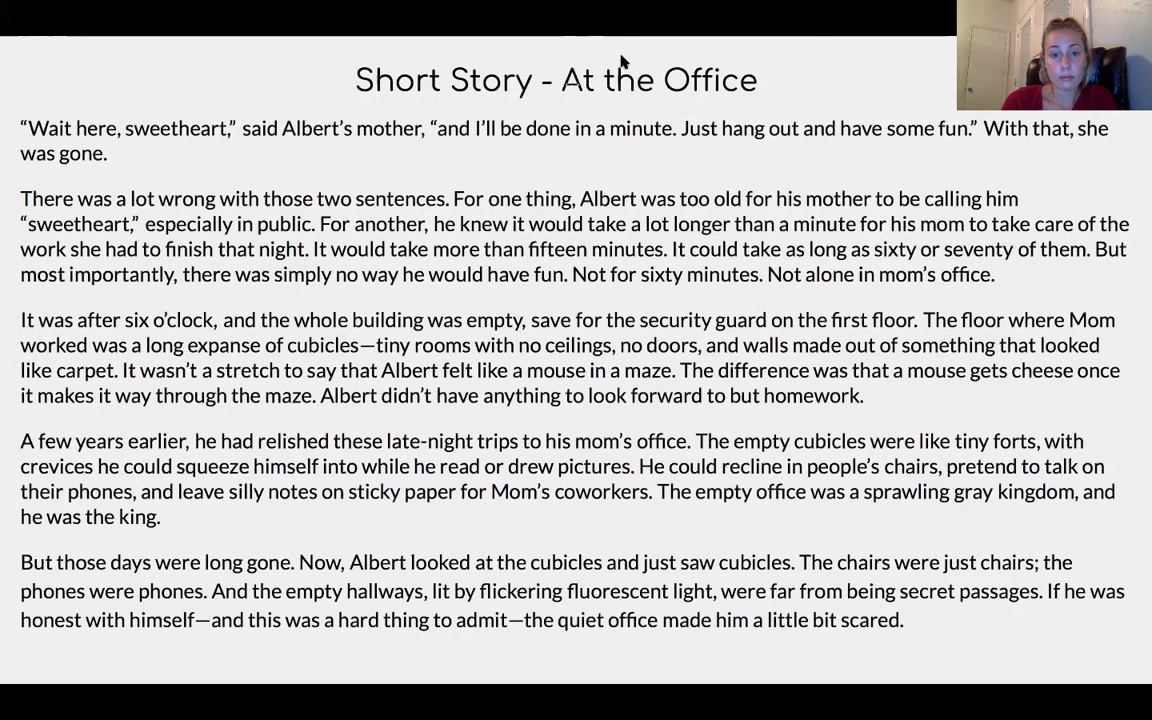 Short Story - At the Office
“Wait here, sweetheart,” said Albert’s mother, “and I’ll be done in a minute. Just hang out and have some fun.” With that, she
was gone.
There was a lot wrong with those two sentences. For one thing, Albert was too old for his mother to be calling him
“sweetheart,” especially in public. For another, he knew it would take a lot longer than a minute for his mom to take care of the
work she had to finish that night. It would take more than fifteen minutes. It could take as long as sixty or seventy of them. But
most importantly, there was simply no way he would have fun. Not for sixty minutes. Not alone in mom’s office.
It was after six o’clock, and the whole building was empty, save for the security guard on the first floor. The floor where Mom
worked was a long expanse of cubicles—tiny rooms with no ceilings, no doors, and walls made out of something that looked
like carpet. It wasn’t a stretch to say that Albert felt like a mouse in a maze. The difference was that a mouse gets cheese once
it makes it way through the maze. Albert didn’t have anything to look forward to but homework.
A few years earlier, he had relished these late-night trips to his mom’s office. The empty cubicles were like tiny forts, with
crevices he could squeeze himself into while he read or drew pictures. He could recline in people’s chairs, pretend to talk on
their phones, and leave silly notes on sticky paper for Mom’s coworkers. The empty office was a sprawling gray kingdom, and
he was the king.
But those days were long gone. Now, Albert looked at the cubicles and just saw cubicles. The chairs were just chairs; the
phones were phones. And the empty hallways, lit by flickering fluorescent light, were far from being secret passages. If he was
honest with himself—and this was a hard thing to admit—the quiet office made him a little bit scared.